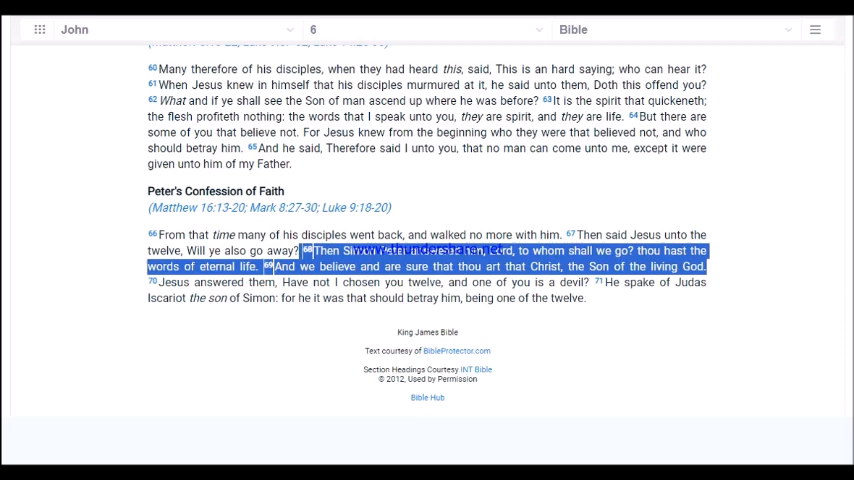 John 6 Bible
60 Many therefore of his disciples, when they had heard this, said, This is an hard saying; who can hear it?
61 When Jesus knew in himself that his disciples murmured at it, he said unto them, Doth this offend you?
62 What and if ye shall see the Son of man ascend up where he was before? 63 It is the spirit that quickeneth;
the flesh profiteth nothing: the words that I speak unto you, they are spirit, and they are life. 64 But there are
some of you that believe not. For Jesus knew from the beginning who they were that believed not, and who
should betray him. 65 And he said, Therefore said I unto you, that no man can come unto me, except it were
given unto him of my Father.
Peter's Confession of Faith
(Matthew 16:13-20; Mark 8:27-30; Luke 9:18-20)
66 From that time many of his disciples went back, and walked no more with him. 67 Then said Jesus unto the
twelve, Will ye also go away? 68 Then to whom shall we go? thou hast the
www.thundershare.net
words of eternal life. 69 And we believe and are sure that thou art that Christ, the Son of the living God.
70 Jesus answered them, Have not I chosen you twelve, and one of you is a devil? 71 He spake of Judas
Iscariot the son of Simon: for he it was that should betray him, being one of the twelve.
King James Bible
Text courtesy of BibleProtector.com
Section Headings Courtesy INT Bible
© 2012, Used by Permission
Bible Hub